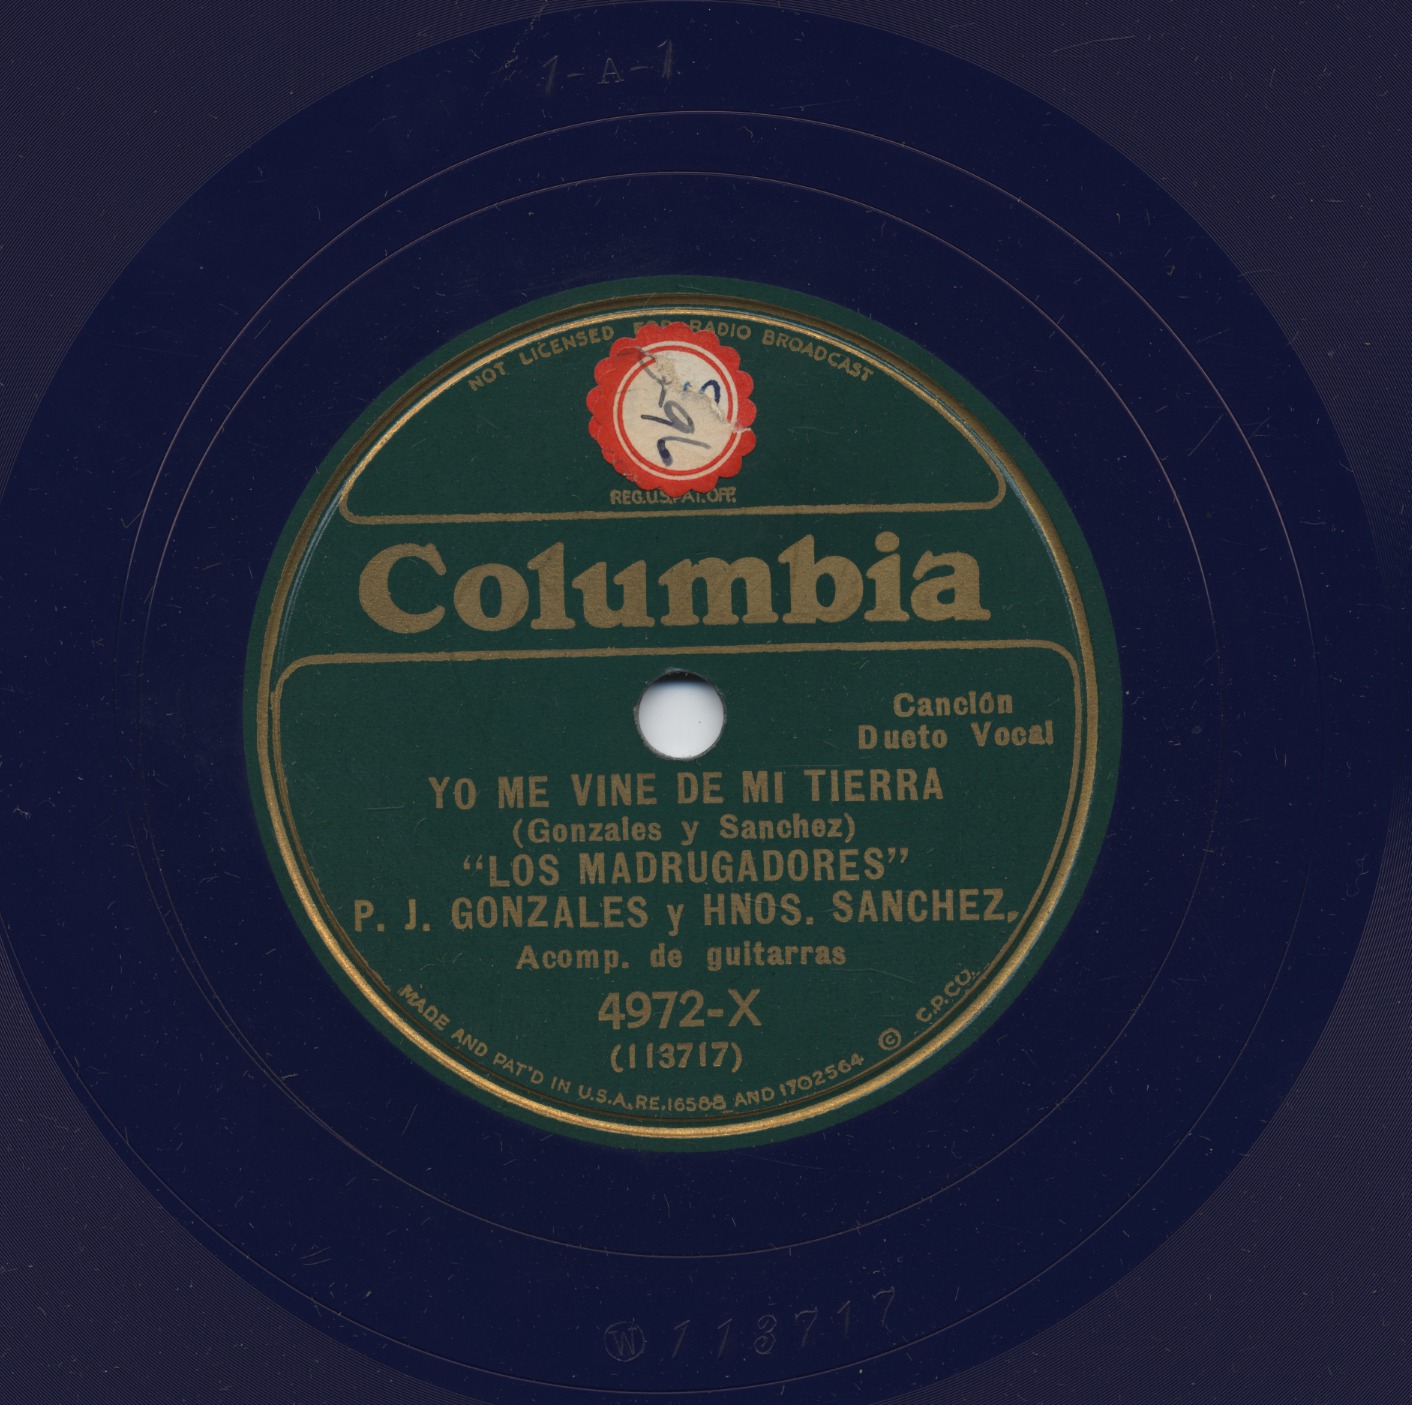 1-A-1
NOT LICENSED FOR RADIO BROADCAST
REG.U.S.PAT.OFF.
Columbia
Canción
Dueto Vocal
YO ME VINE DE MI TIERRA
(Gonzales y Sanchez)
“LOS MADRUGADORES”
P. J. GONZALES y HNOS. SANCHEZ.
Acomp. de guitarras
4972-X
(113717)
MADE AND PAT'D IN U.S.A. RE.16588 AND 1702564 © C.P.CO.
W 113717